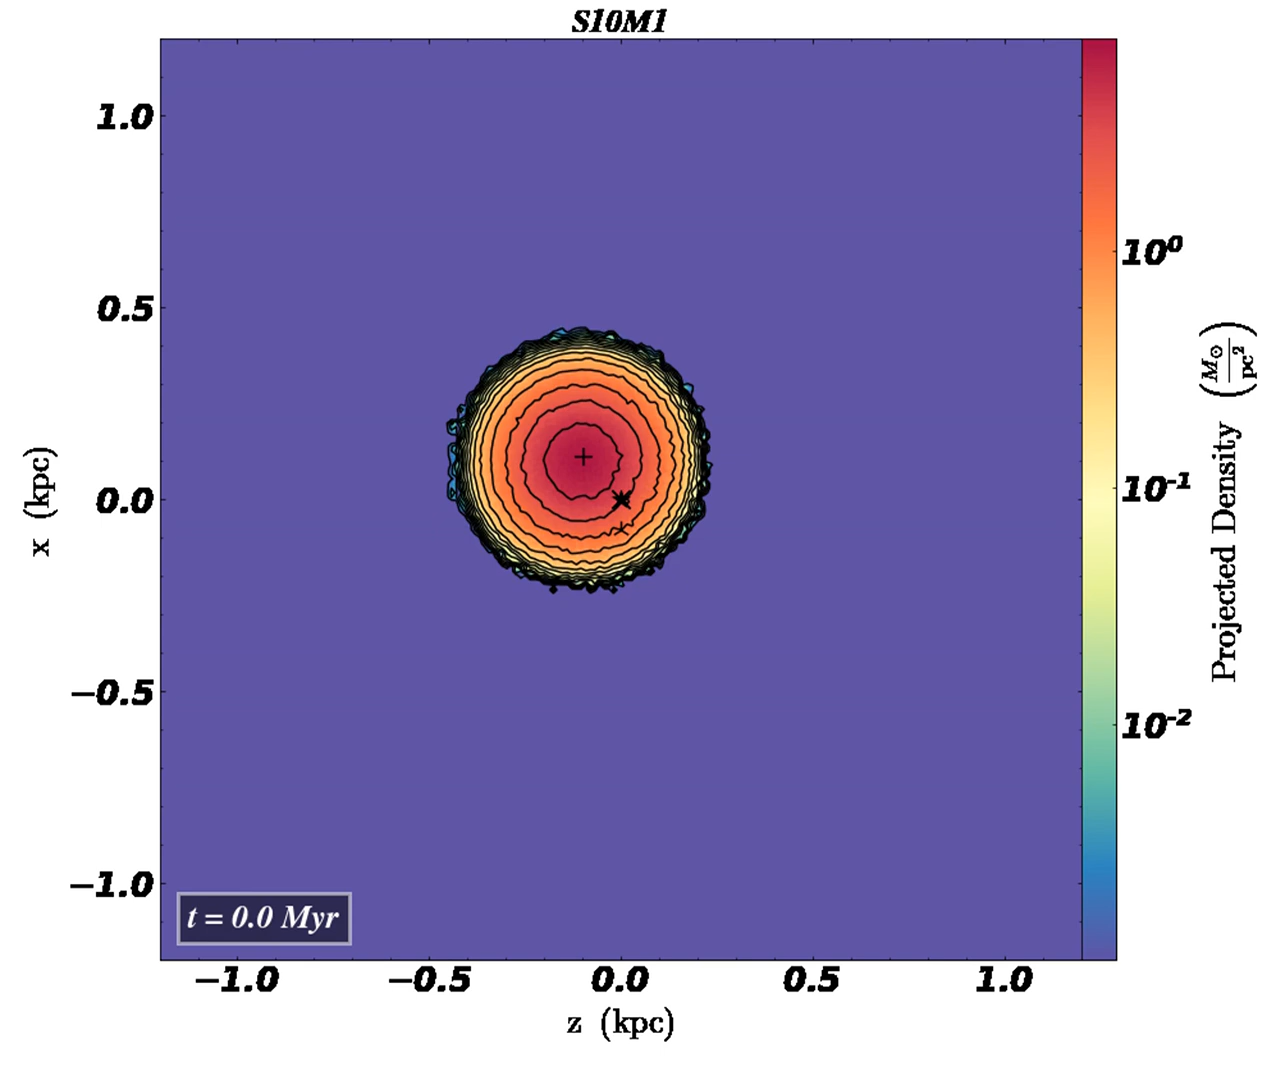 S10M1
1.0
0.5
0.0
−0.5
−1.0
x (kpc)
t = 0.0 Myr
−1.0 −0.5 0.0 0.5 1.0
z (kpc)
10⁰
10⁻¹
10⁻²
Projected Density (M⊙/pc²)